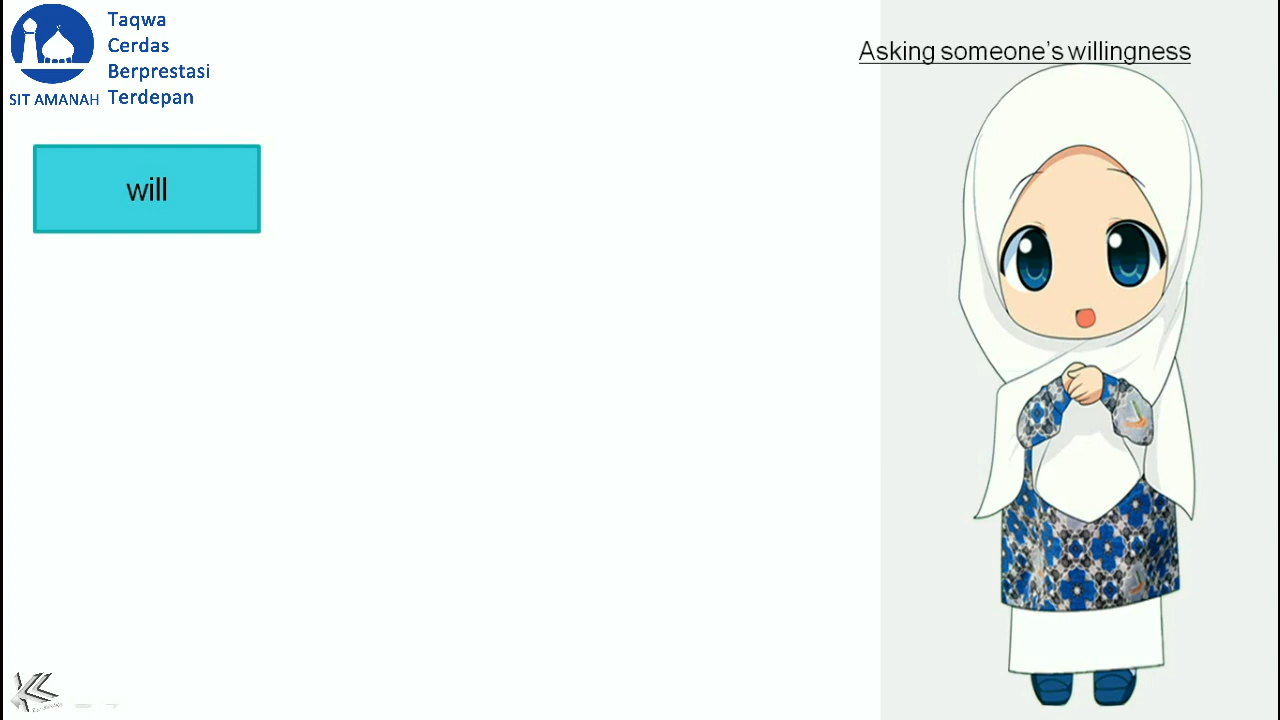 Taqwa
Cerdas
Berprestasi
SIT AMANAH Terdepan
Asking someone's willingness
will